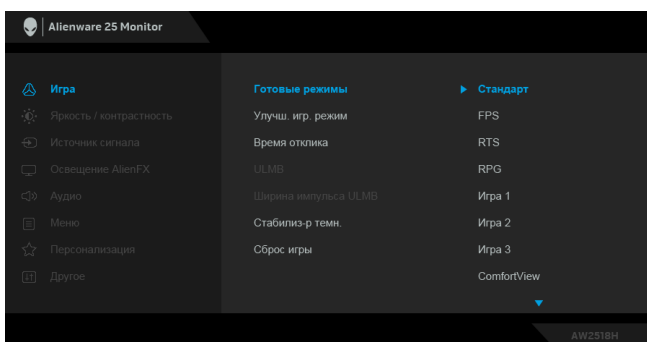 Alienware 25 Monitor
Игра
Готовые режимы
Стандарт
Яркость / контрастность
Улучш. игр. режим
FPS
Источник сигнала
Время отклика
RTS
Освещение AlienFX
ULMB
RPG
Аудио
Ширина импульса ULMB
Игра 1
Меню
Стабилиз-р темн.
Игра 2
Персонализация
Сброс игры
Игра 3
Другое
ComfortView
AW2518H